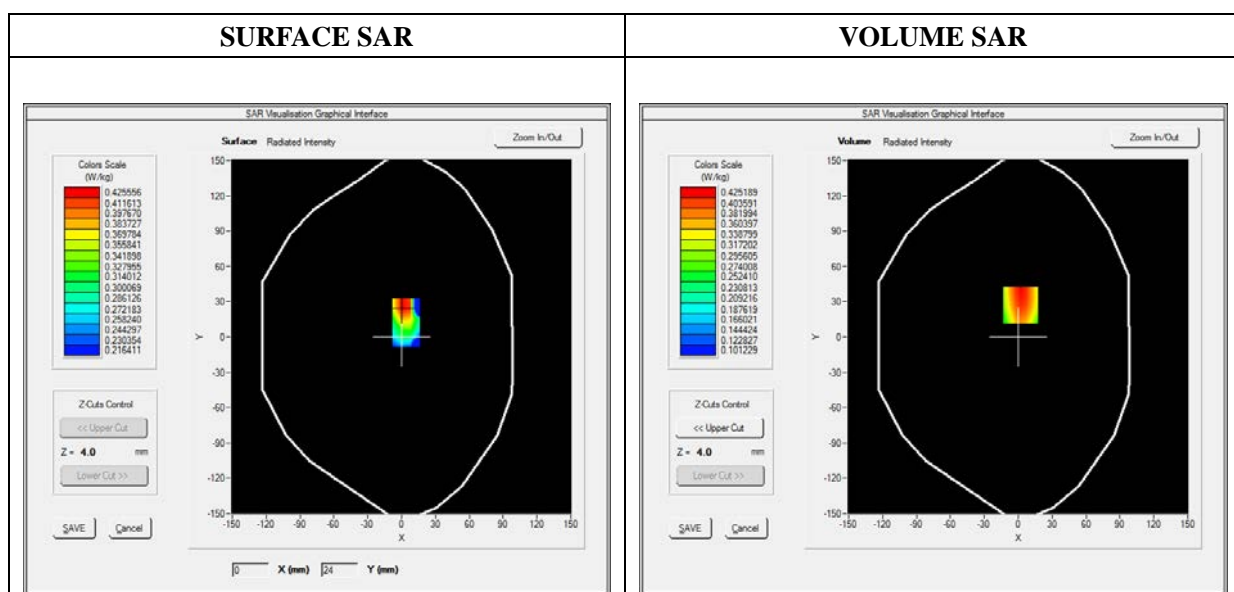 SURFACE SAR
VOLUME SAR
SAR Visualisation Graphical Interface
Surface Radiated Intensity
Zoom In/Out
Colors Scale
(W/kg)
0.425556
0.411613
0.397670
0.383727
0.369784
0.355841
0.341898
0.327955
0.314012
0.300069
0.286126
0.272183
0.258240
0.244297
0.230354
0.216411
Z-Cuts Control
<< Upper Cut
Z = 4.0 mm
Lower Cut >>
SAVE Cancel
150
120
90
60
30
0
-30
-60
-90
-120
-150
Y
-150 -120 -90 -60 -30 0 30 60 90 120 150
X
0 X (mm) 24 Y (mm)
SAR Visualisation Graphical Interface
Volume Radiated Intensity
Zoom In/Out
Colors Scale
(W/kg)
0.425189
0.403591
0.381994
0.360397
0.338799
0.317202
0.295605
0.274008
0.252410
0.230813
0.209216
0.187619
0.166021
0.144424
0.122827
0.101229
Z-Cuts Control
<< Upper Cut
Z = 4.0 mm
Lower Cut >>
SAVE Cancel
150
120
90
60
30
0
-30
-60
-90
-120
-150
Y
-150 -120 -90 -60 -30 0 30 60 90 120 150
X